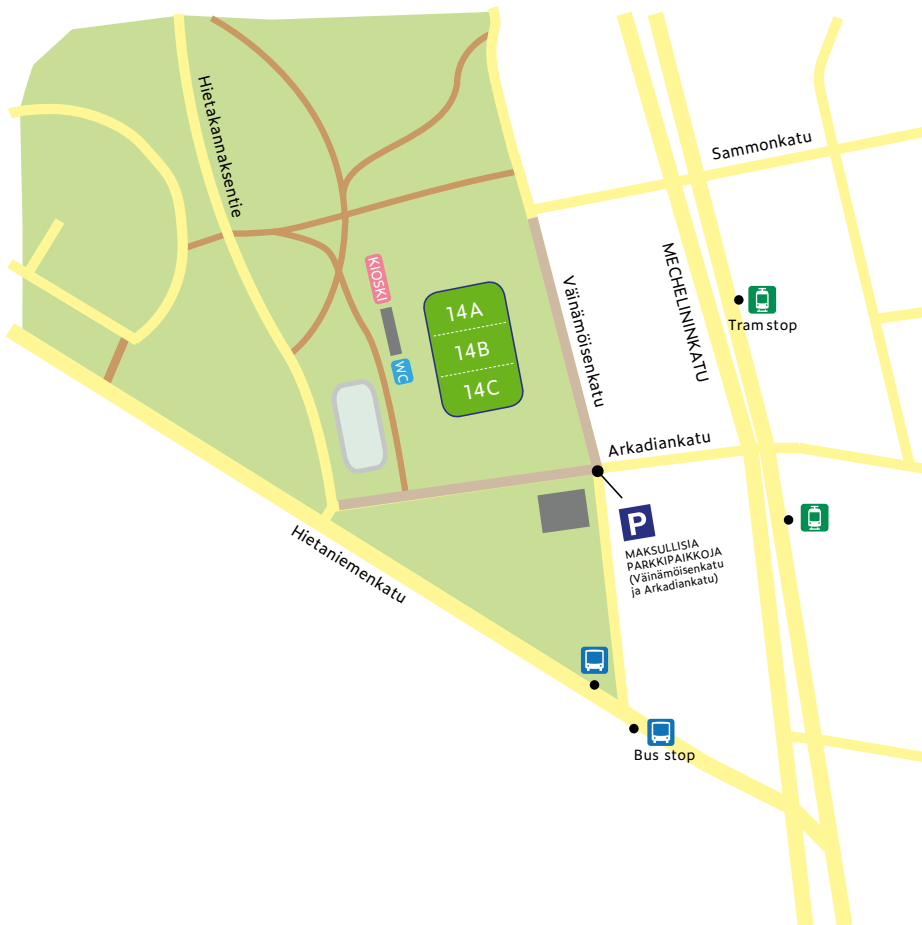 Hietakannaksentie
Sammonkatu
KIOSKI
14A
14B
14C
WC
Väinämöisenkatu
MECHELININKATU
Tram stop
Arkadiankatu
P
MAKSULLISIA
PARKKIPAIKKOJA
(Väinämöisenkatu
ja Arkadiankatu)
Hietaniemenkatu
Bus stop